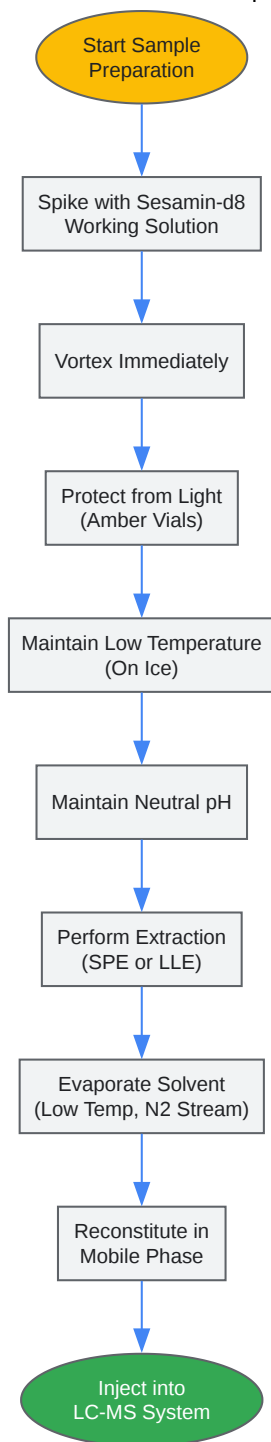 Start Sample
Preparation
Spike with Sesamin-d8
Working Solution
Vortex Immediately
Protect from Light
(Amber Vials)
Maintain Low Temperature
(On Ice)
Maintain Neutral pH
Perform Extraction
(SPE or LLE)
Evaporate Solvent
(Low Temp, N2 Stream)
Reconstitute in
Mobile Phase
Inject into
LC-MS System